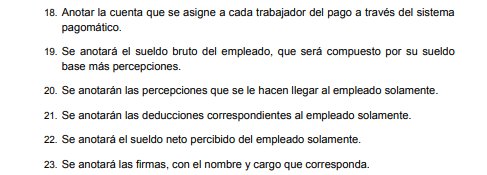 18. Anotar la cuenta que se asigne a cada trabajador del pago a través del sistema
pagomático.
19. Se anotará el sueldo bruto del empleado, que será compuesto por su sueldo
base más percepciones.
20. Se anotarán las percepciones que se le hacen llegar al empleado solamente.
21. Se anotarán las deducciones correspondientes al empleado solamente.
22. Se anotará el sueldo neto percibido del empleado solamente.
23. Se anotará las firmas, con el nombre y cargo que corresponda.